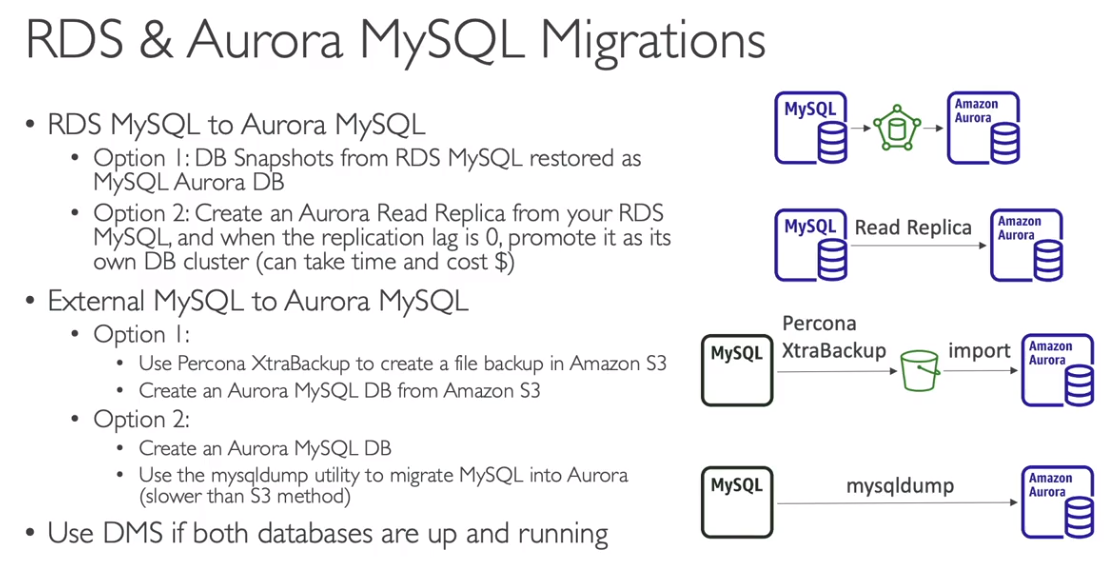 RDS & Aurora MySQL Migrations
• RDS MySQL to Aurora MySQL
• Option 1: DB Snapshots from RDS MySQL restored as
MySQL Aurora DB
• Option 2: Create an Aurora Read Replica from your RDS
MySQL, and when the replication lag is 0, promote it as its
own DB cluster (can take time and cost $)
• External MySQL to Aurora MySQL
• Option 1:
• Use Percona XtraBackup to create a file backup in Amazon S3
• Create an Aurora MySQL DB from Amazon S3
• Option 2:
• Create an Aurora MySQL DB
• Use the mysqldump utility to migrate MySQL into Aurora
(slower than S3 method)
• Use DMS if both databases are up and running
MySQL
Amazon
Aurora
MySQL
Read Replica
Amazon
Aurora
MySQL
Percona
XtraBackup
import
Amazon
Aurora
MySQL
mysqldump
Amazon
Aurora